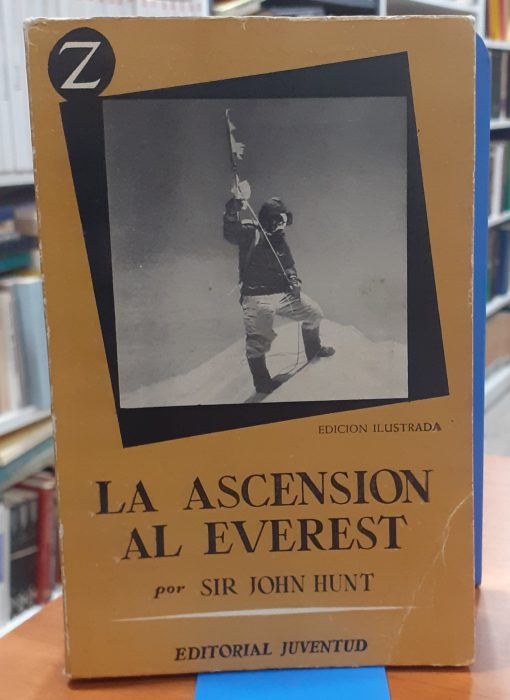 Z
EDICION ILUSTRADA
LA ASCENSION
AL EVEREST
por SIR JOHN HUNT
EDITORIAL JUVENTUD